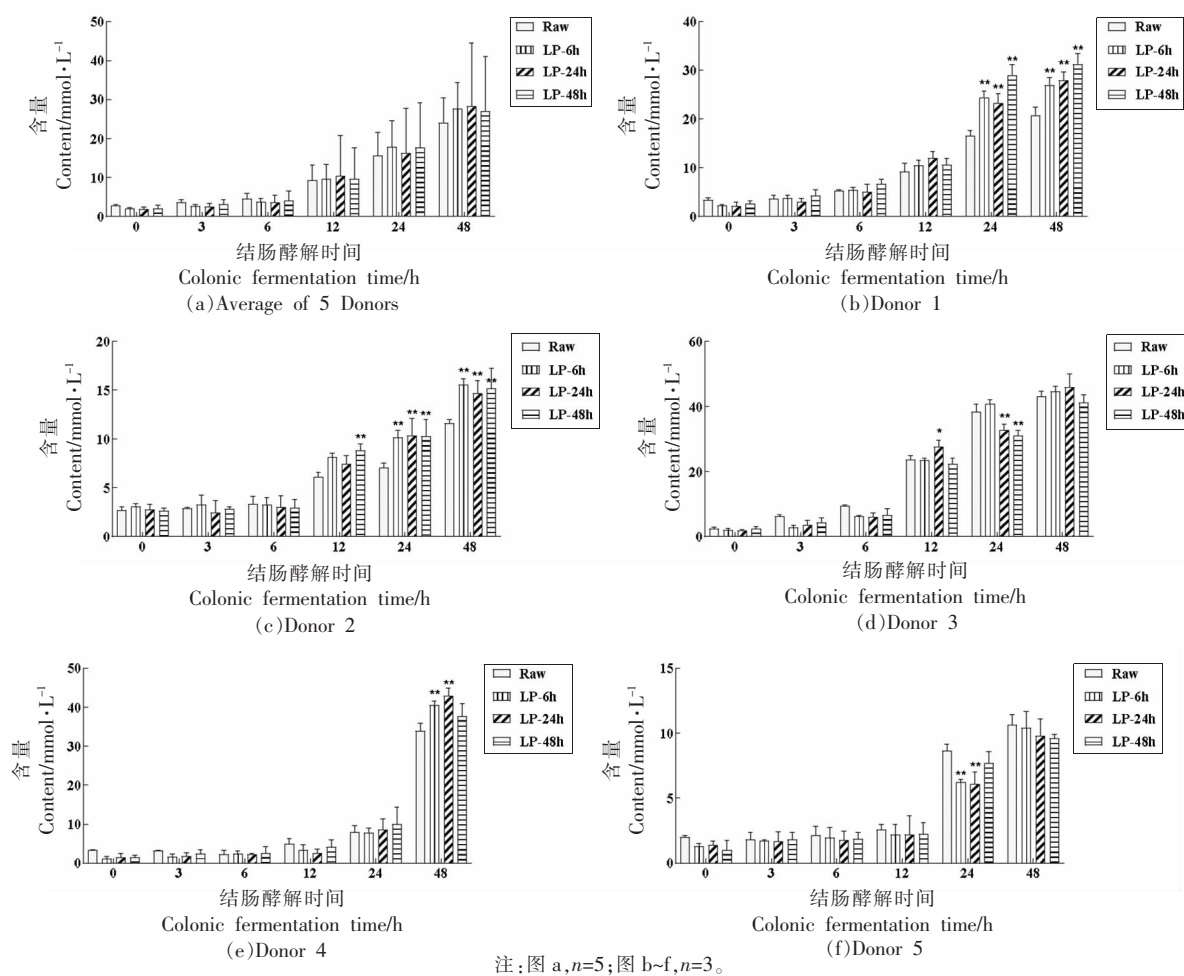 50
40
30
20
10
0
含量
Content/mmol·L⁻¹
Raw
LP-6h
LP-24h
LP-48h
0 3 6 12 24 48
结肠酵解时间
Colonic fermentation time/h
(a)Average of 5 Donors
40
30
20
10
0
含量
Content/mmol·L⁻¹
Raw
LP-6h
LP-24h
LP-48h
** ** **
** ** **
0 3 6 12 24 48
结肠酵解时间
Colonic fermentation time/h
(b)Donor 1
20
15
10
5
0
含量
Content/mmol·L⁻¹
Raw
LP-6h
LP-24h
LP-48h
**
** ** **
** ** **
0 3 6 12 24 48
结肠酵解时间
Colonic fermentation time/h
(c)Donor 2
60
40
20
0
含量
Content/mmol·L⁻¹
Raw
LP-6h
LP-24h
LP-48h
*
** **
0 3 6 12 24 48
结肠酵解时间
Colonic fermentation time/h
(d)Donor 3
50
40
30
20
10
0
含量
Content/mmol·L⁻¹
Raw
LP-6h
LP-24h
LP-48h
** **
0 3 6 12 24 48
结肠酵解时间
Colonic fermentation time/h
(e)Donor 4
15
10
5
0
含量
Content/mmol·L⁻¹
Raw
LP-6h
LP-24h
LP-48h
** **
0 3 6 12 24 48
结肠酵解时间
Colonic fermentation time/h
(f)Donor 5
注:图 a,n=5;图 b~f,n=3。